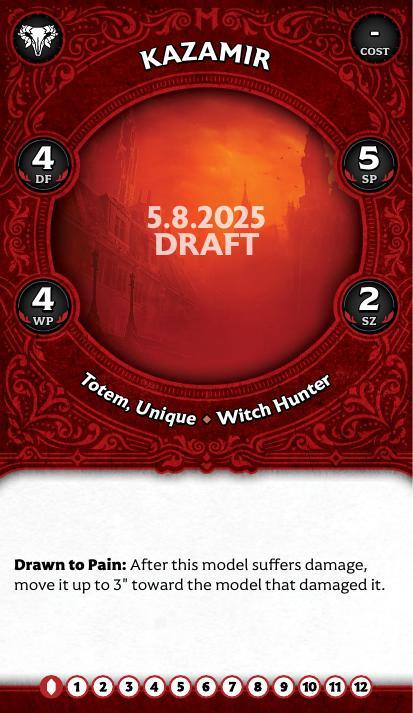 KAZAMIR
-
COST
4
DF
5
SP
5.8.2025
DRAFT
4
WP
2
SZ
Totem, Unique ◆ Witch Hunter
Drawn to Pain: After this model suffers damage,
move it up to 3" toward the model that damaged it.
1 2 3 4 5 6 7 8 9 10 11 12